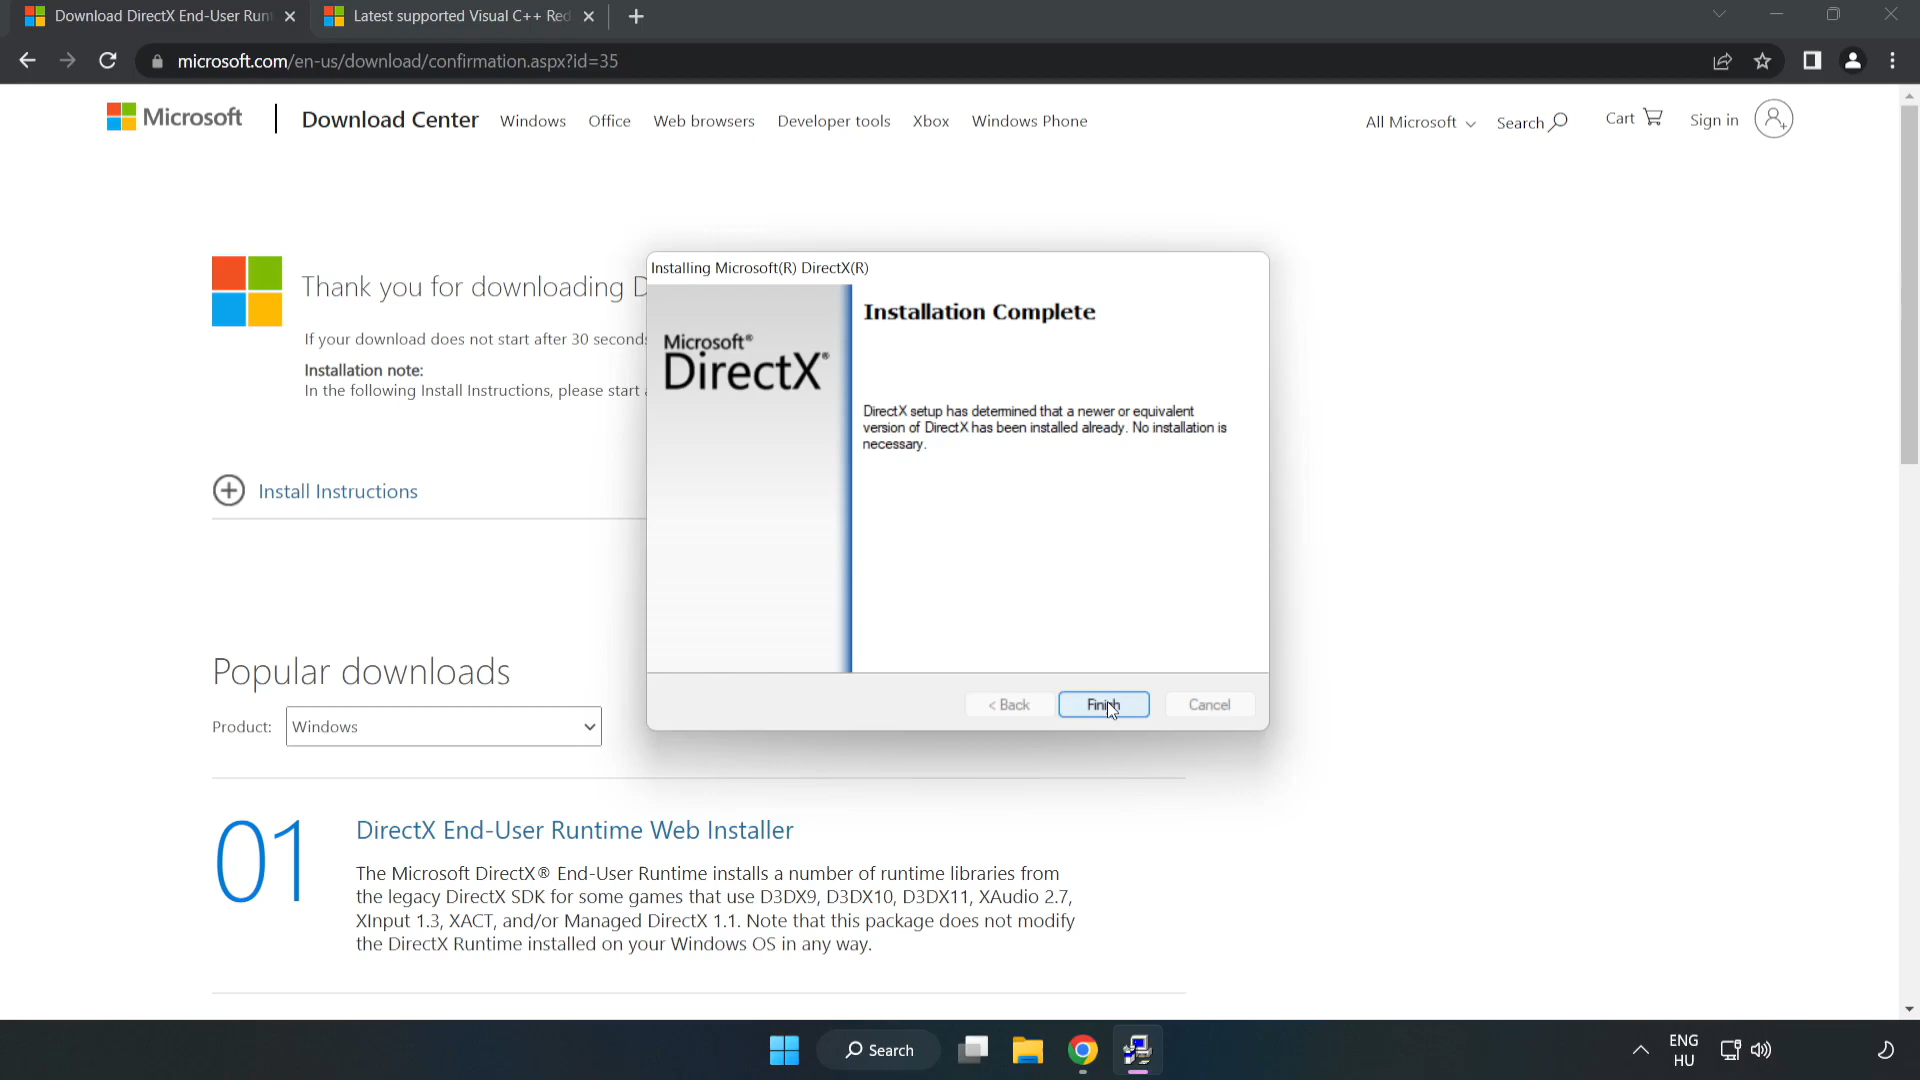 Download DirectX End-User Runt
Latest supported Visual C++ Red
microsoft.com/en-us/download/confirmation.aspx?id=35
Microsoft
Download Center
Windows
Office
Web browsers
Developer tools
Xbox
Windows Phone
All Microsoft
Search
Cart
Sign in
Thank you for downloading D
If your download does not start after 30 seconds
Installation note:
In the following Install Instructions, please start a
Install Instructions
Installing Microsoft(R) DirectX(R)
Microsoft®
DirectX®
Installation Complete
DirectX setup has determined that a newer or equivalent
version of DirectX has been installed already. No installation is
necessary.
< Back
Finish
Cancel
Popular downloads
Product:
Windows
01
DirectX End-User Runtime Web Installer
The Microsoft DirectX® End-User Runtime installs a number of runtime libraries from
the legacy DirectX SDK for some games that use D3DX9, D3DX10, D3DX11, XAudio 2.7,
XInput 1.3, XACT, and/or Managed DirectX 1.1. Note that this package does not modify
the DirectX Runtime installed on your Windows OS in any way.
Search
ENG
HU